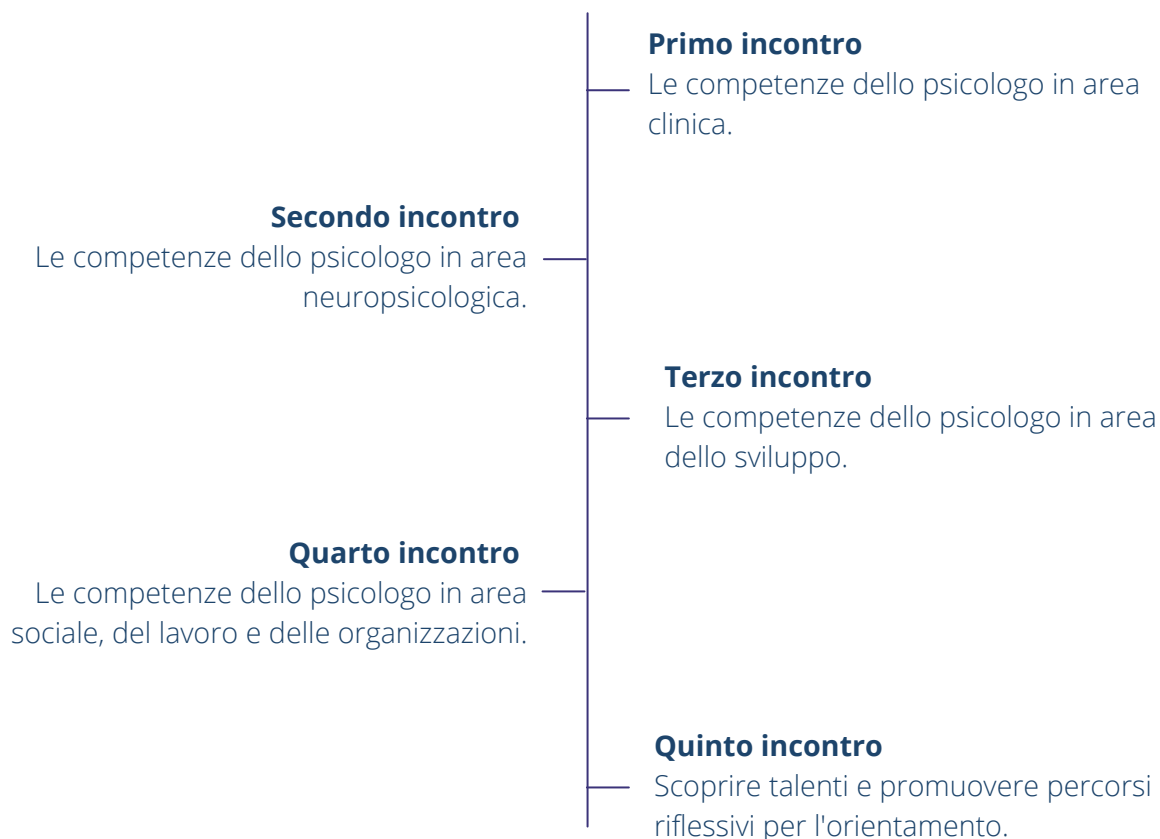 Primo incontro
Le competenze dello psicologo in area
clinica.
Secondo incontro
Le competenze dello psicologo in area
neuropsicologica.
Terzo incontro
Le competenze dello psicologo in area
dello sviluppo.
Quarto incontro
Le competenze dello psicologo in area
sociale, del lavoro e delle organizzazioni.
Quinto incontro
Scoprire talenti e promuovere percorsi
riflessivi per l'orientamento.